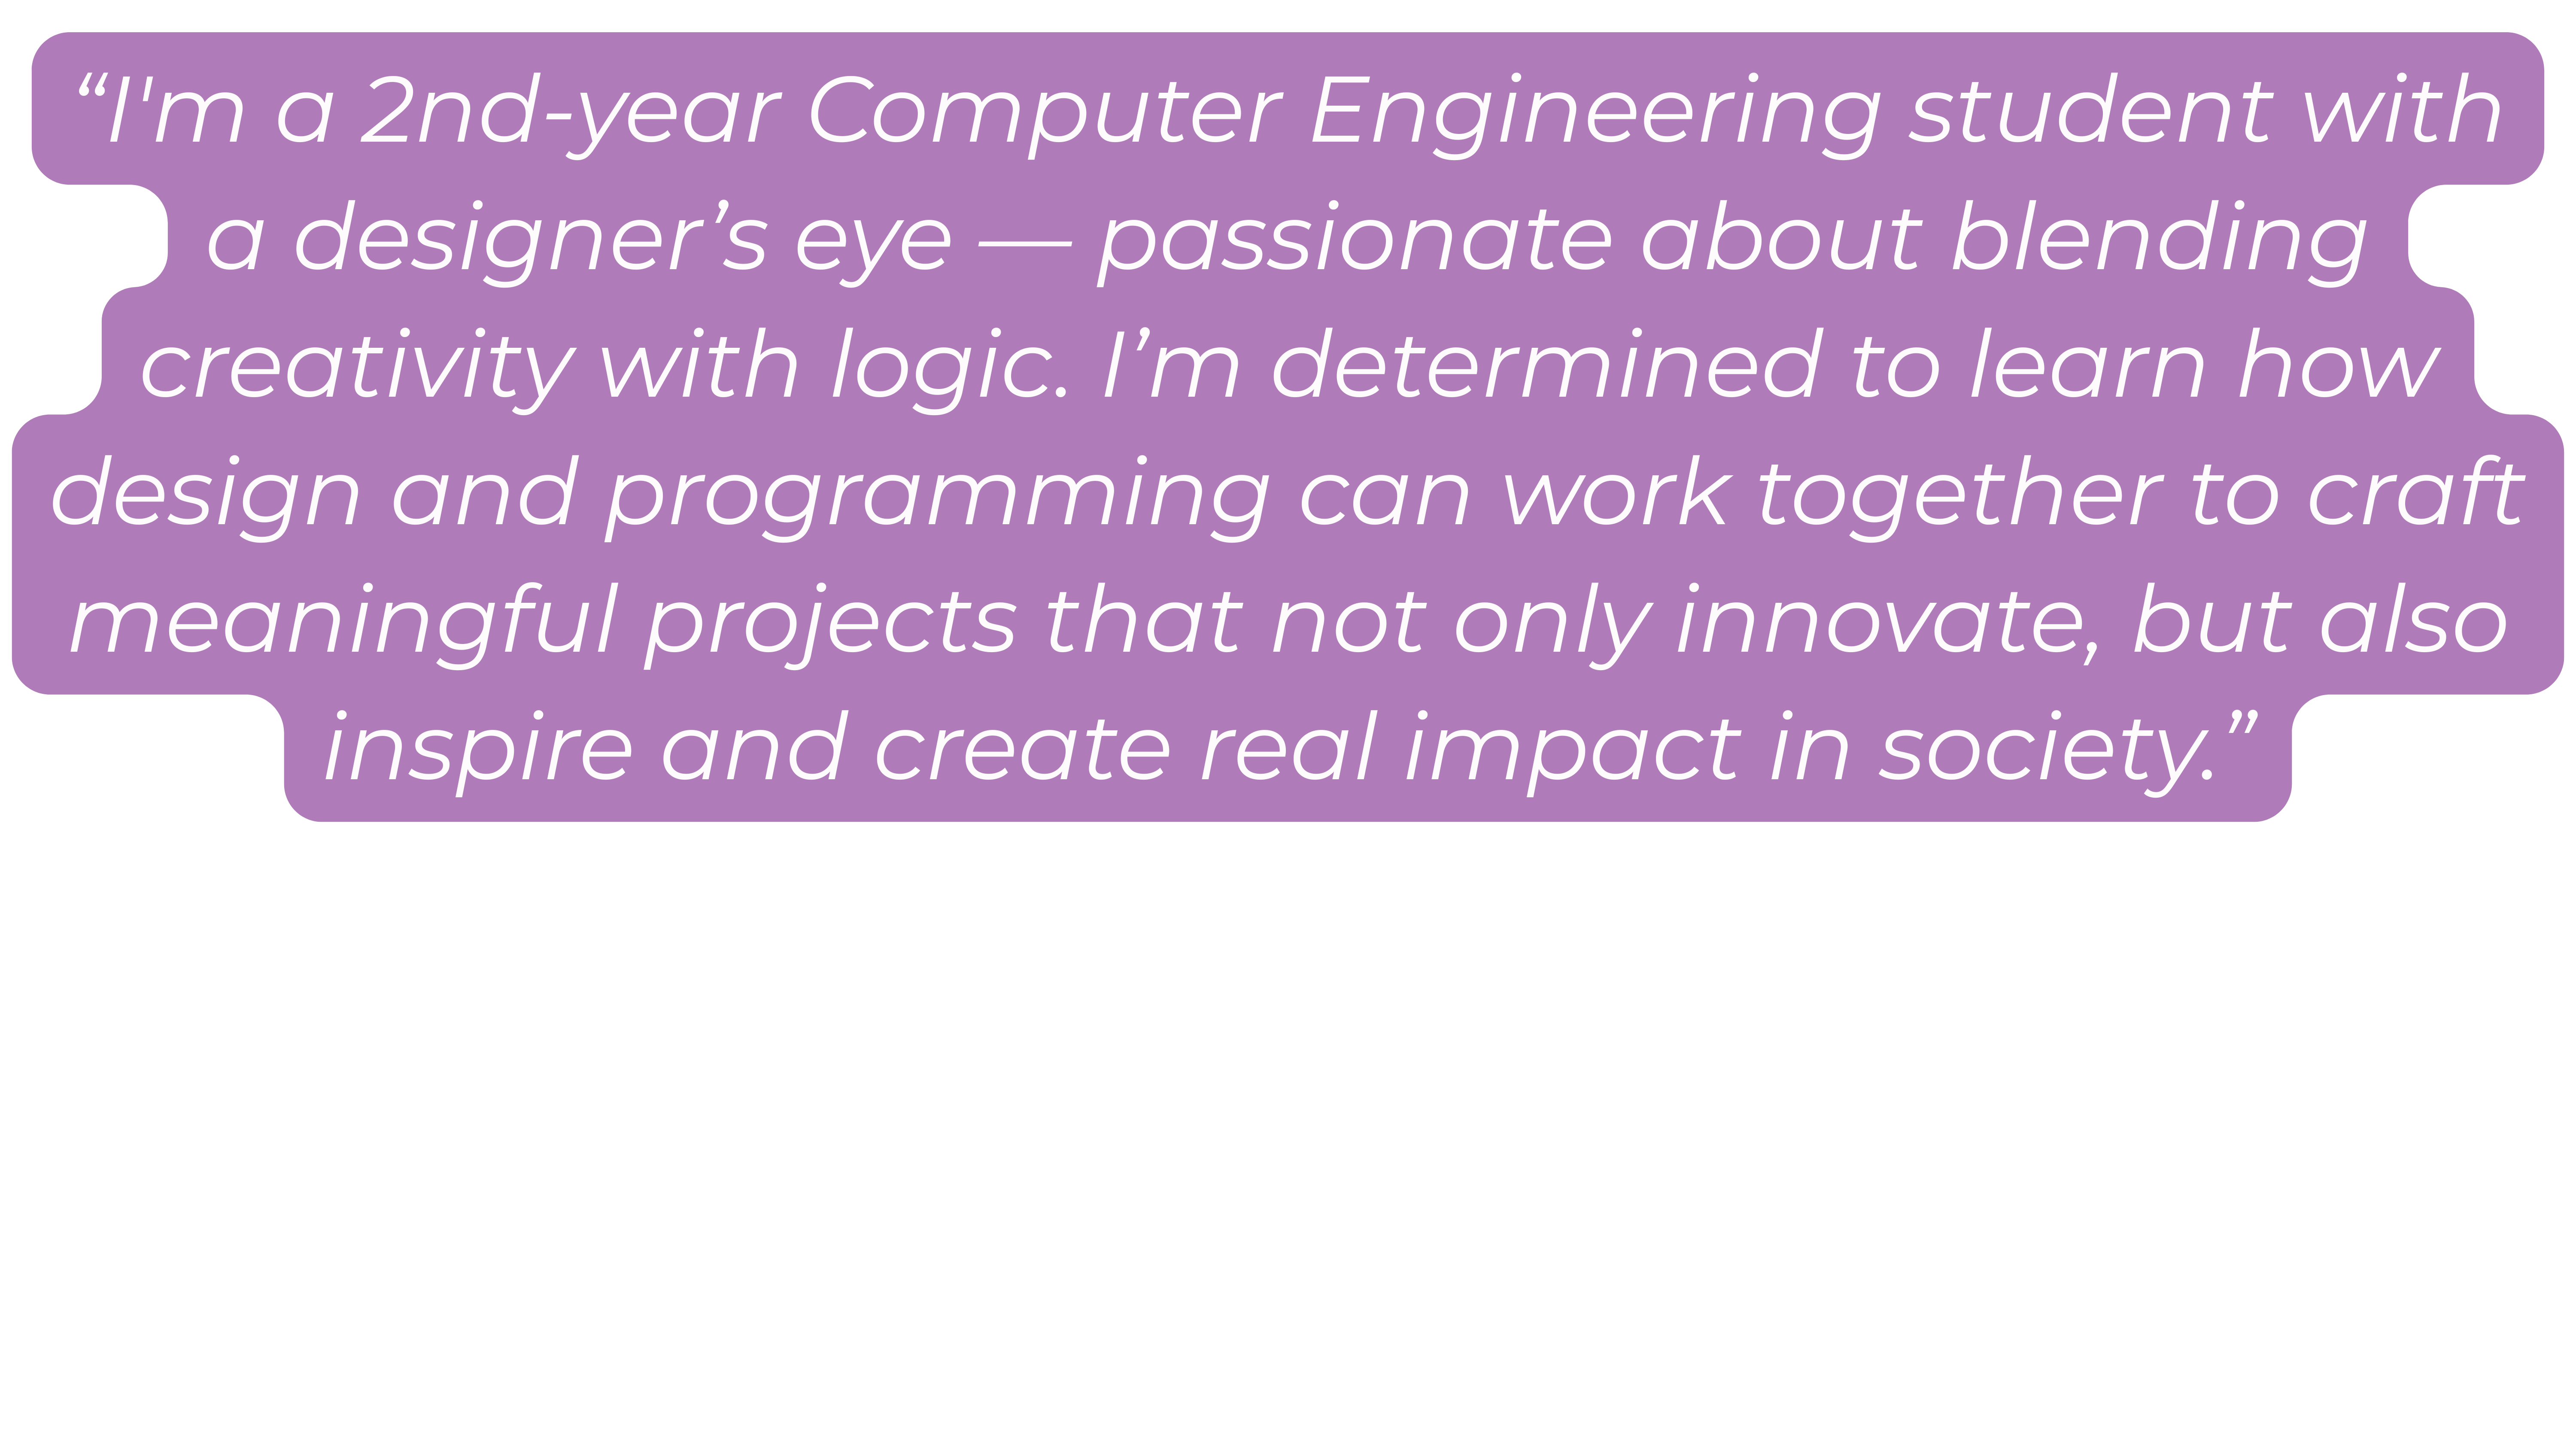 “I'm a 2nd-year Computer Engineering student with
a designer’s eye — passionate about blending
creativity with logic. I’m determined to learn how
design and programming can work together to craft
meaningful projects that not only innovate, but also
inspire and create real impact in society.”